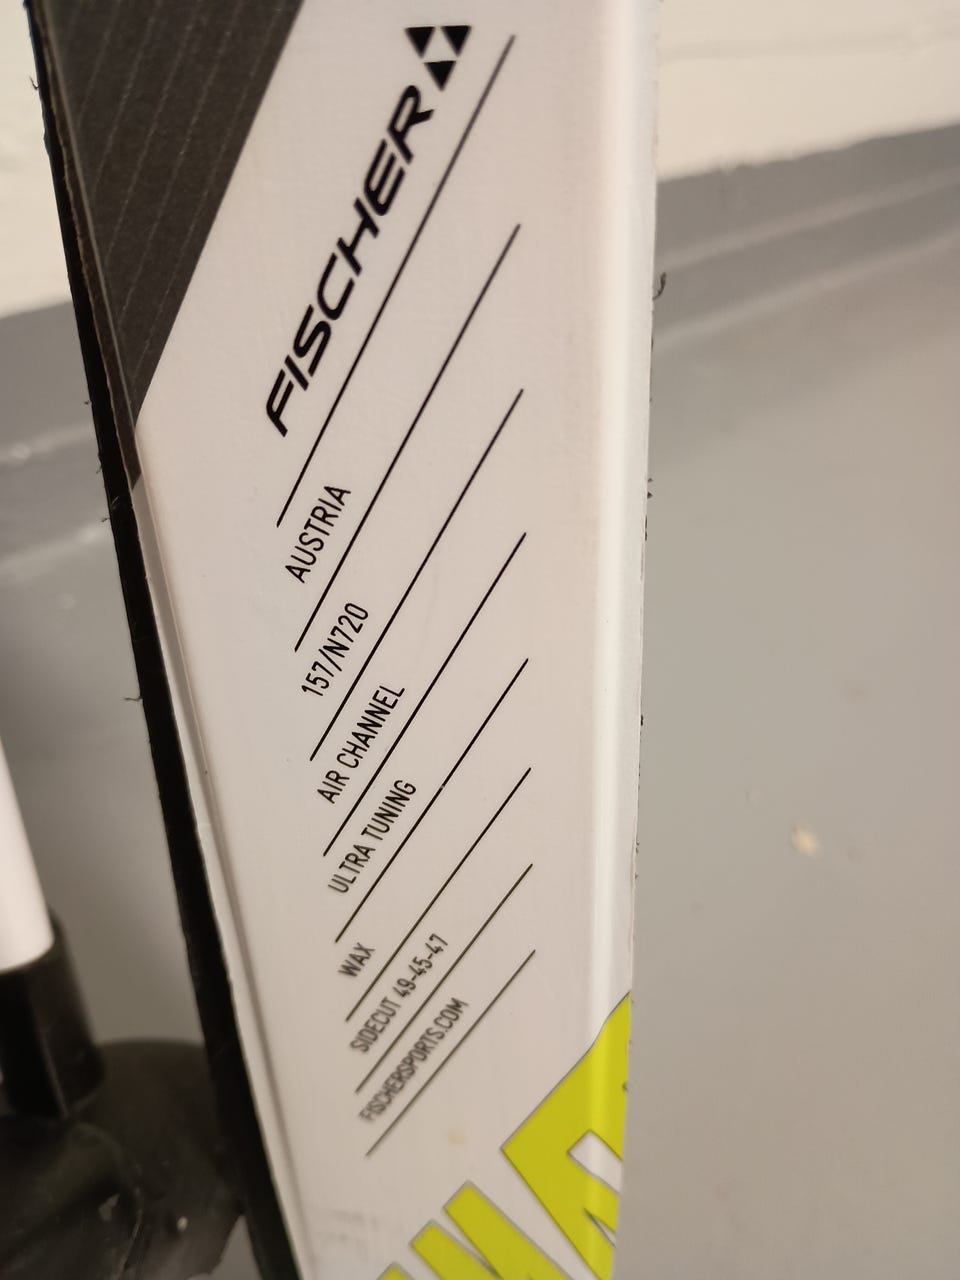 FISCHER
AUSTRIA
157/N720
AIR CHANNEL
ULTRA TUNING
WAX
SIDECUT 49-45-47
FISCHERSPORTS.COM